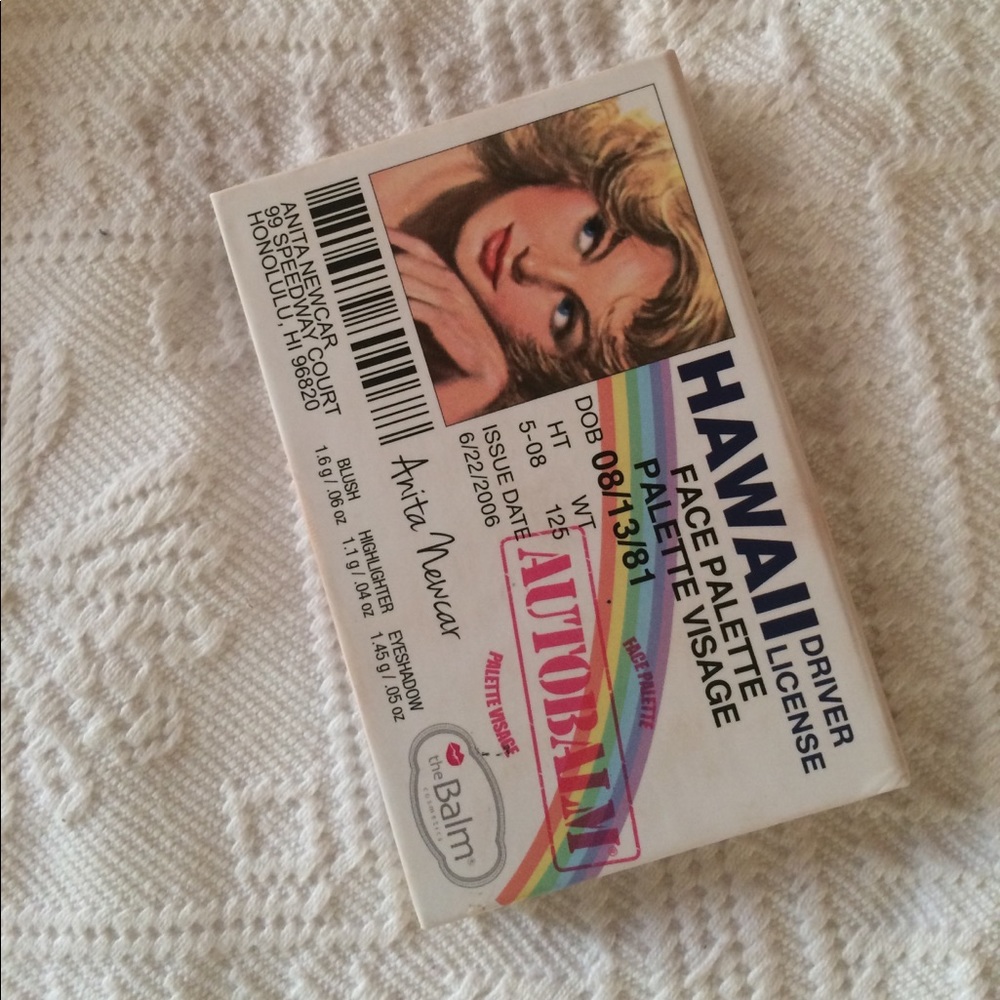 HAWAII DRIVER LICENSE
FACE PALETTE
PALETTE VISAGE
DOB 08/13/81
HT WT
5-08 125
ISSUE DATE
6/22/2006
FACE PALETTE
AUTOBALM®
PALETTE VISAGE
Anita Newcar
ANITA NEWCAR
99 SPEEDWAY COURT
HONOLULU, HI 96820
BLUSH HIGHLIGHTER EYESHADOW
1.6 g / .06 oz 1.1 g / .04 oz 1.45 g / .05 oz
theBalm®
cosmetics